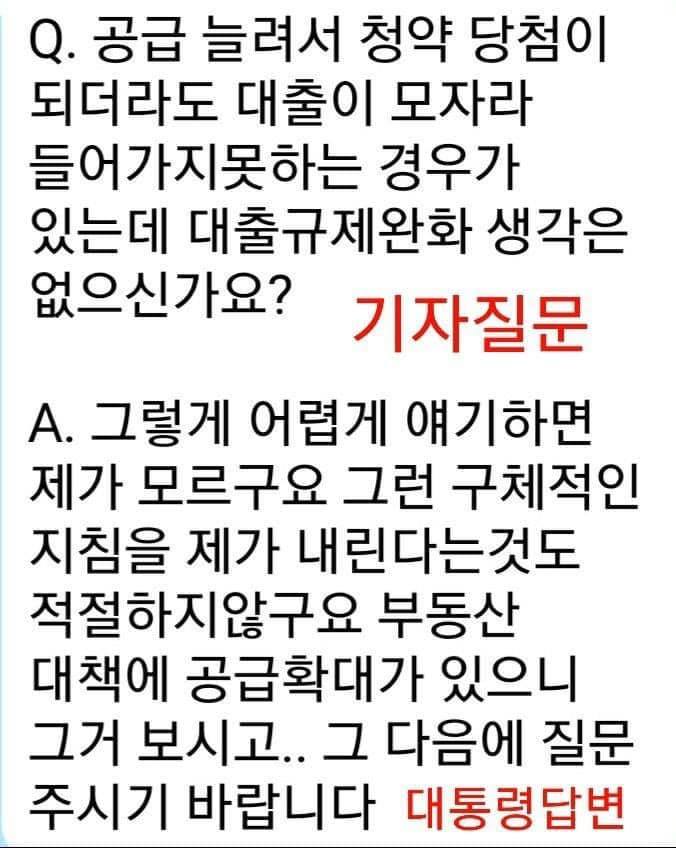 Q. 공급 늘려서 청약 당첨이
되더라도 대출이 모자라
들어가지못하는 경우가
있는데 대출규제완화 생각은
없으신가요?
기자질문
A. 그렇게 어렵게 얘기하면
제가 모르구요 그런 구체적인
지침을 제가 내린다는것도
적절하지않구요 부동산
대책에 공급확대가 있으니
그거 보시고.. 그 다음에 질문
주시기 바랍니다 대통령답변